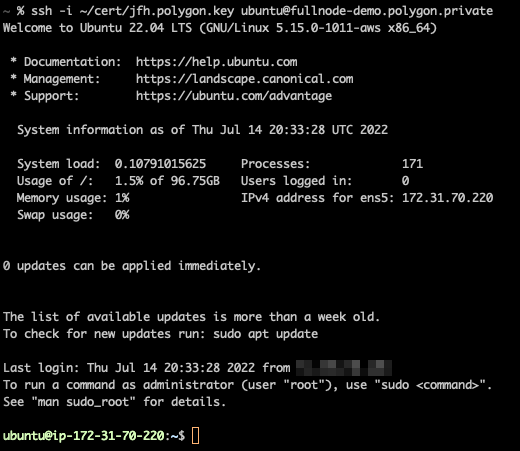 ~ % ssh -i ~/cert/jfh.polygon.key ubuntu@fullnode-demo.polygon.private
Welcome to Ubuntu 22.04 LTS (GNU/Linux 5.15.0-1011-aws x86_64)
* Documentation: https://help.ubuntu.com
* Management: https://landscape.canonical.com
* Support: https://ubuntu.com/advantage
System information as of Thu Jul 14 20:33:28 UTC 2022
System load: 0.10791015625 Processes: 171
Usage of /: 1.5% of 96.75GB Users logged in: 0
Memory usage: 1% IPv4 address for ens5: 172.31.70.220
Swap usage: 0%
0 updates can be applied immediately.
The list of available updates is more than a week old.
To check for new updates run: sudo apt update
Last login: Thu Jul 14 20:33:28 2022 from
To run a command as administrator (user "root"), use "sudo <command>".
See "man sudo_root" for details.
ubuntu@ip-172-31-70-220:~$